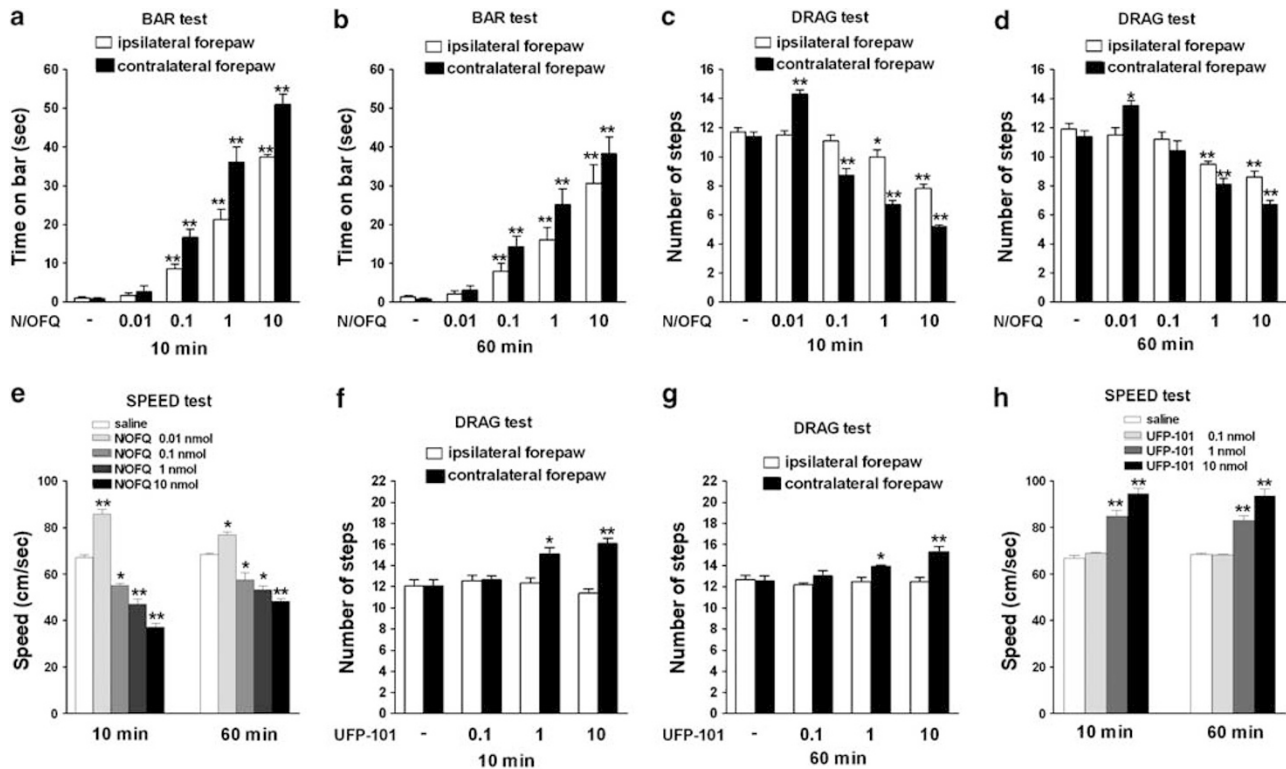 a
BAR test
ipsilateral forepaw
contralateral forepaw
Time on bar (sec)
60
50
40
30
20
10
0
** ** ** ** ** **
N/OFQ - 0.01 0.1 1 10
10 min
b
BAR test
ipsilateral forepaw
contralateral forepaw
Time on bar (sec)
60
50
40
30
20
10
0
** ** ** ** ** **
N/OFQ - 0.01 0.1 1 10
60 min
c
DRAG test
ipsilateral forepaw
contralateral forepaw
Number of steps
16
14
12
10
8
6
4
2
0
** ** * ** ** **
N/OFQ - 0.01 0.1 1 10
10 min
d
DRAG test
ipsilateral forepaw
contralateral forepaw
Number of steps
16
14
12
10
8
6
4
2
0
* ** ** ** **
N/OFQ - 0.01 0.1 1 10
60 min
e
SPEED test
saline
N/OFQ 0.01 nmol
N/OFQ 0.1 nmol
N/OFQ 1 nmol
N/OFQ 10 nmol
Speed (cm/sec)
100
80
60
40
20
0
** * ** ** * * * **
10 min 60 min
f
DRAG test
ipsilateral forepaw
contralateral forepaw
Number of steps
22
20
18
16
14
12
10
8
6
4
2
0
* **
UFP-101 - 0.1 1 10
10 min
g
DRAG test
ipsilateral forepaw
contralateral forepaw
Number of steps
22
20
18
16
14
12
10
8
6
4
2
0
* **
UFP-101 - 0.1 1 10
60 min
h
SPEED test
saline
UFP-101 0.1 nmol
UFP-101 1 nmol
UFP-101 10 nmol
Speed (cm/sec)
100
80
60
40
20
0
** ** ** **
10 min 60 min